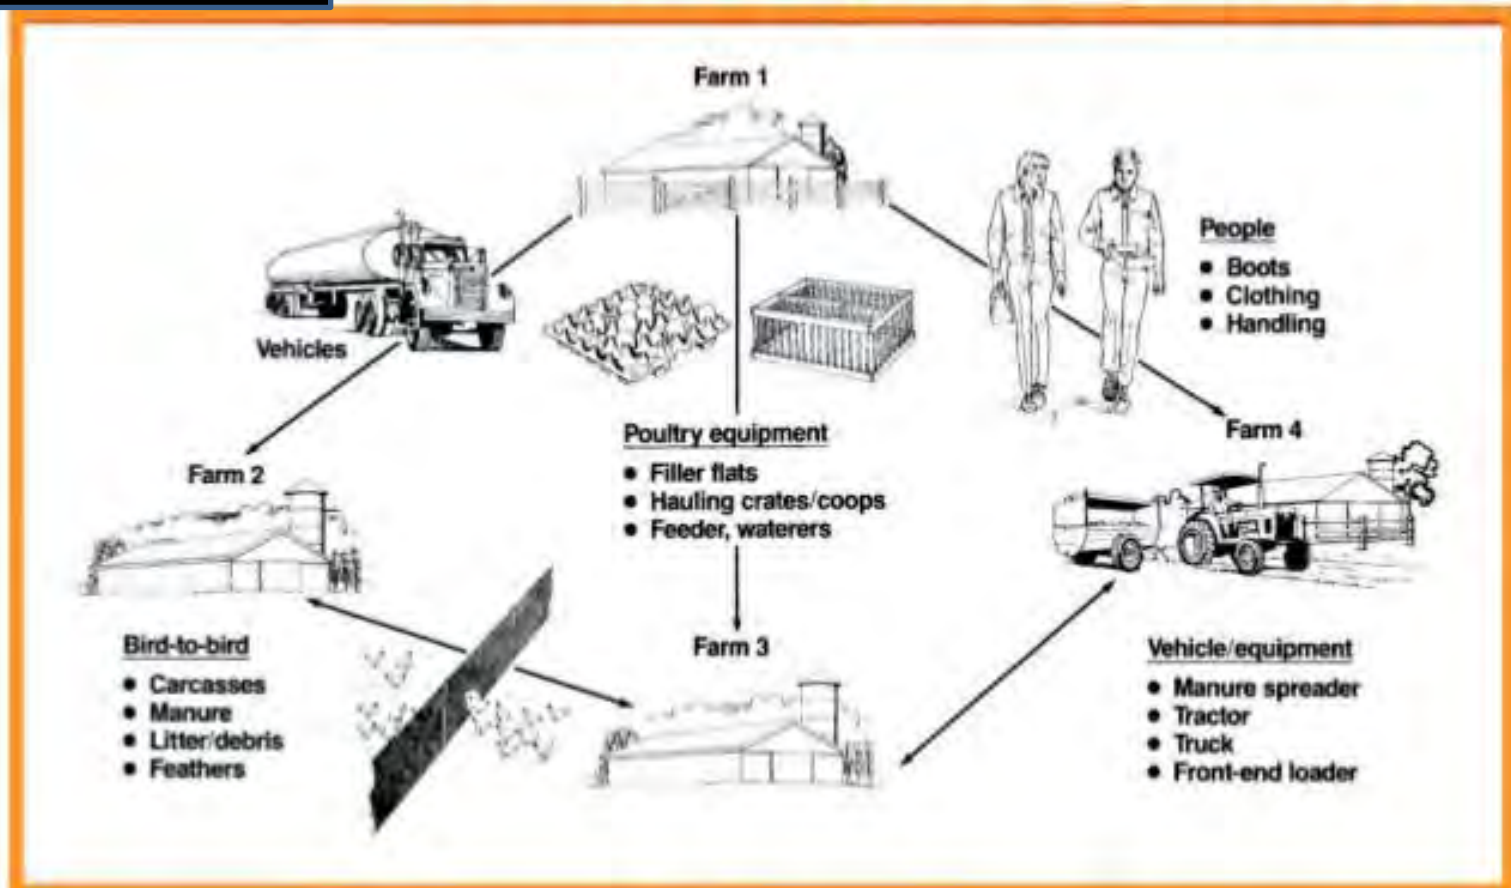 Farm 1
People
• Boots
• Clothing
• Handling
Vehicles
Poultry equipment
• Filler flats
• Hauling crates/coops
• Feeder, waterers
Farm 4
Farm 2
Farm 3
Bird-to-bird
• Carcasses
• Manure
• Litter/debris
• Feathers
Vehicle/equipment
• Manure spreader
• Tractor
• Truck
• Front-end loader